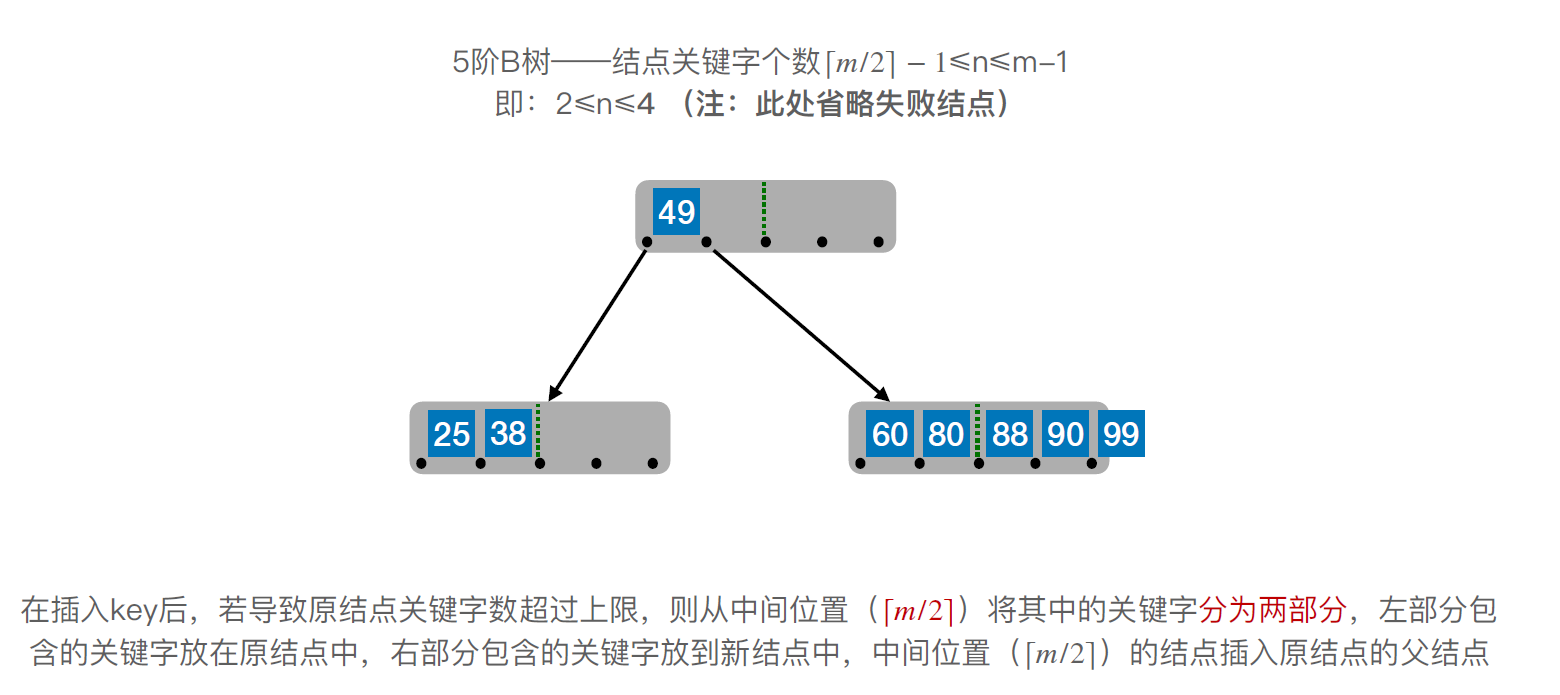 5阶B树——结点关键字个数⌈m/2⌉ − 1≤n≤m–1
即：2≤n≤4 （注：此处省略失败结点）
49
25 38
60 80 88 90 99
在插入key后，若导致原结点关键字数超过上限，则从中间位置（⌈m/2⌉）将其中的关键字分为两部分，左部分包
含的关键字放在原结点中，右部分包含的关键字放到新结点中，中间位置（⌈m/2⌉）的结点插入原结点的父结点